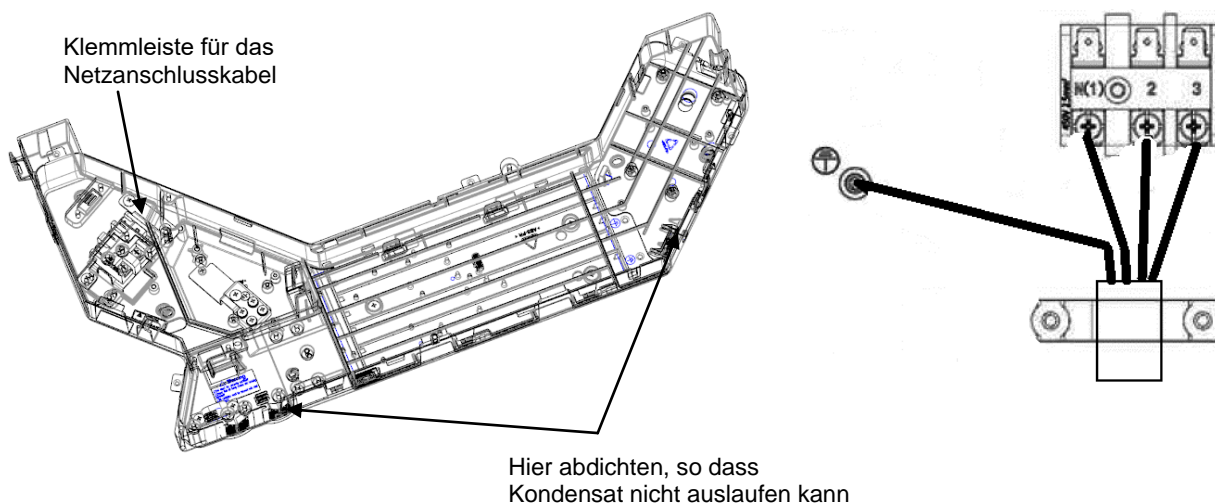 Klemmleiste für das
Netzanschlusskabel
N(1)
2
3
Hier abdichten, so dass
Kondensat nicht auslaufen kann